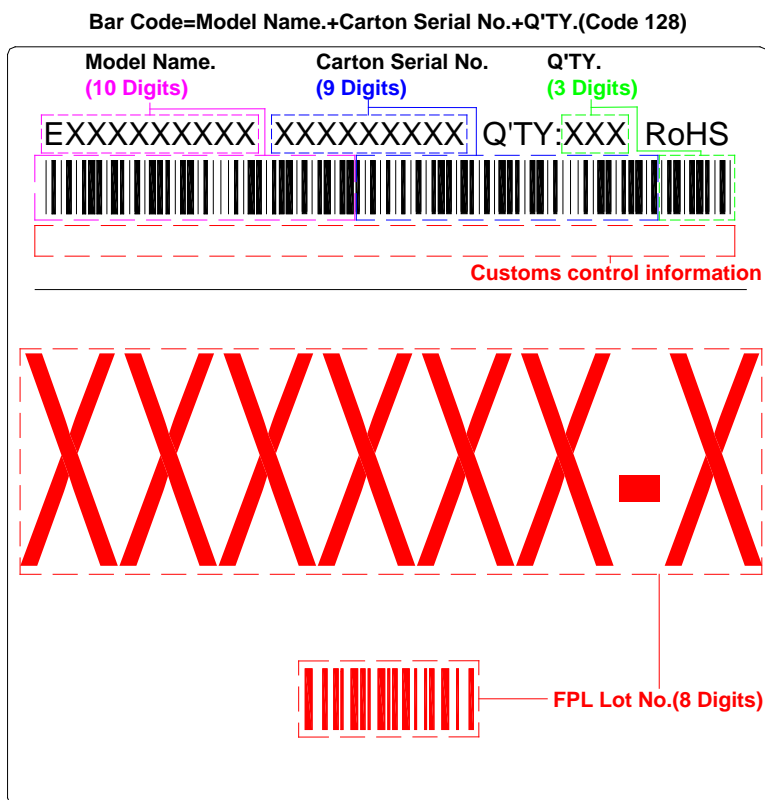 Bar Code=Model Name.+Carton Serial No.+Q'TY.(Code 128)
Model Name. Carton Serial No. Q'TY.
(10 Digits) (9 Digits) (3 Digits)
EXXXXXXXXX XXXXXXXXX Q'TY:XXX RoHS
Customs control information
XXXXXX-X
FPL Lot No.(8 Digits)